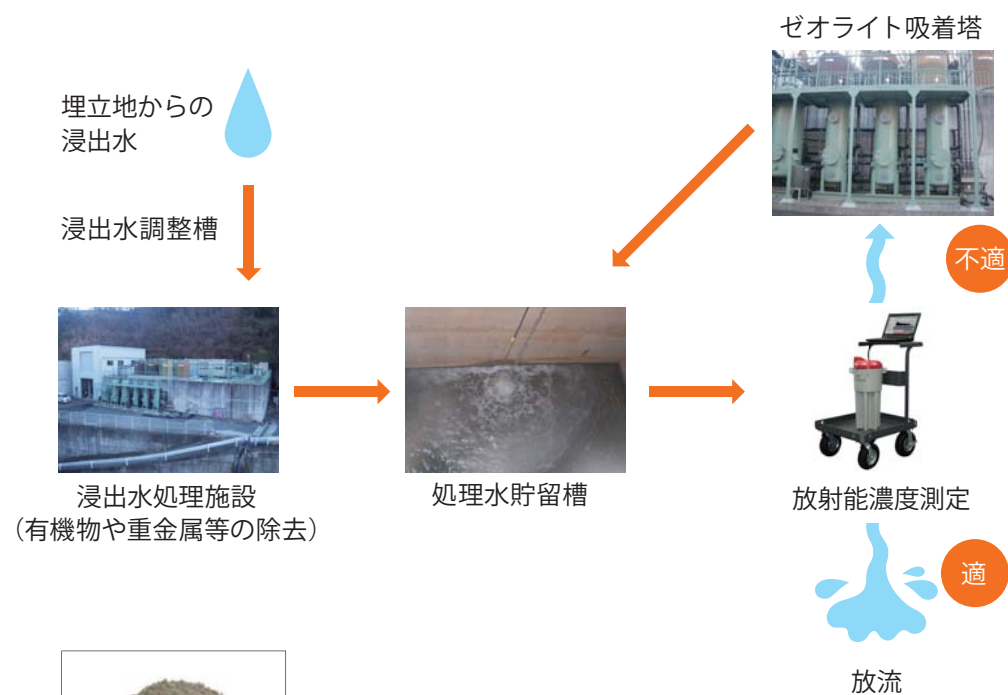 ゼオライト吸着塔
埋立地からの
浸出水
浸出水調整槽
不適
浸出水処理施設
（有機物や重金属等の除去）
処理水貯留槽
放射能濃度測定
適
放流